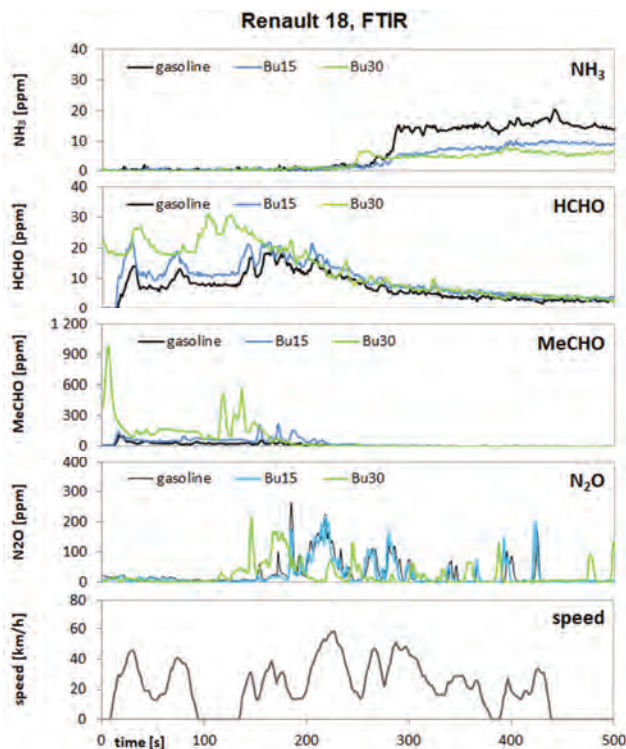 Renault 18, FTIR
NH₃ [ppm]
40
30
20
10
0
gasoline Bu15 Bu30
NH₃
HCHO [ppm]
40
30
20
10
0
gasoline Bu15 Bu30
HCHO
MeCHO [ppm]
1 200
900
600
300
0
gasoline Bu15 Bu30
MeCHO
N2O [ppm]
400
300
200
100
0
gasoline Bu15 Bu30
N₂O
speed [km/h]
80
60
40
20
0
speed
0 100 200 300 400 500
time [s]